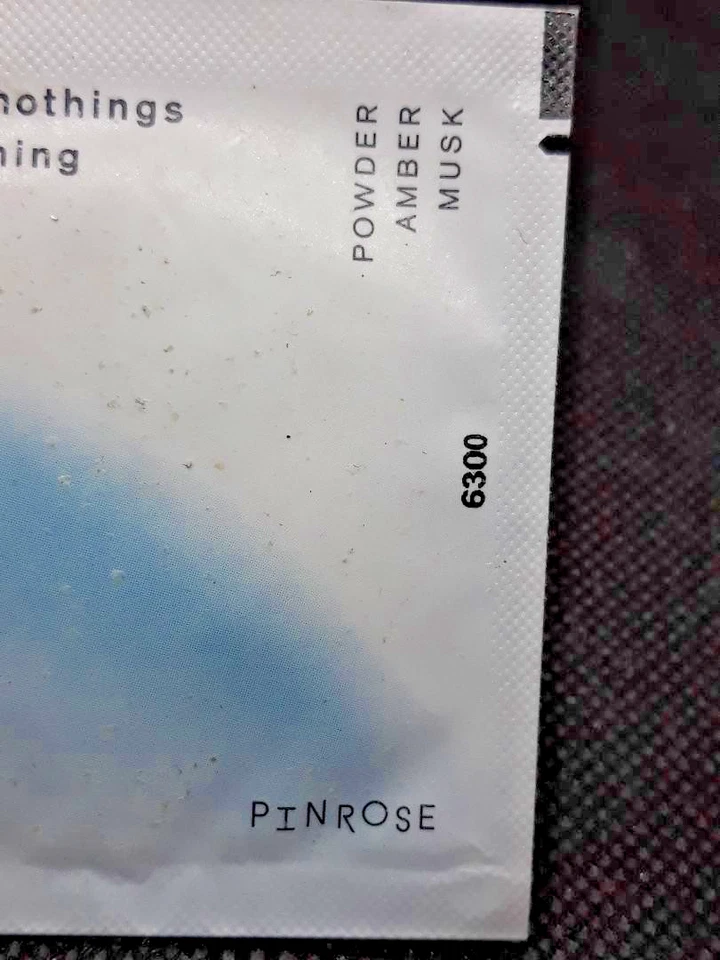 nothings
ning
POWDER
AMBER
MUSK
6300
PINROSE